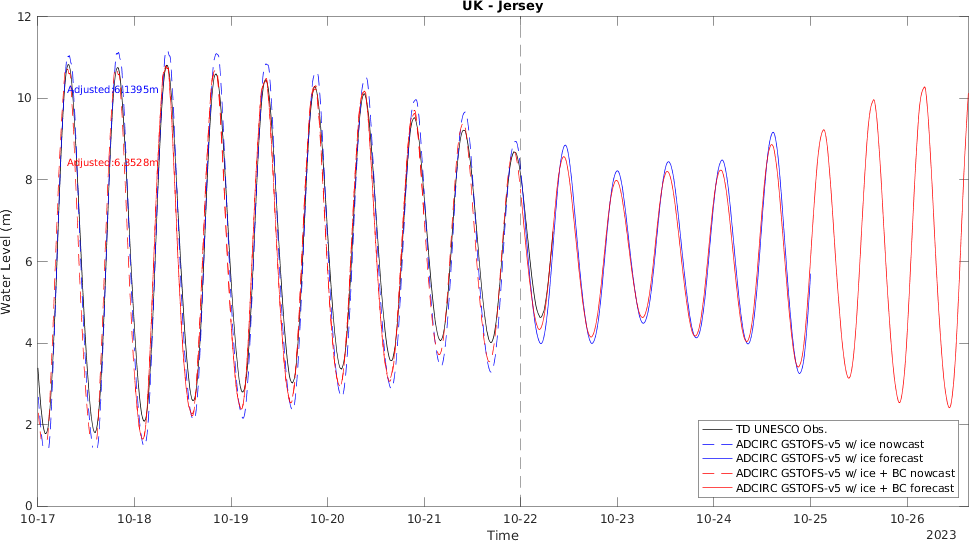 UK - Jersey
12
10
8
6
4
2
0
Water Level (m)
Adjusted:6.1395m
Adjusted:6.3528m
TD UNESCO Obs.
ADCIRC GSTOFS-v5 w/ ice nowcast
ADCIRC GSTOFS-v5 w/ ice forecast
ADCIRC GSTOFS-v5 w/ ice + BC nowcast
ADCIRC GSTOFS-v5 w/ ice + BC forecast
10-17 10-18 10-19 10-20 10-21 10-22 10-23 10-24 10-25 10-26
Time
2023